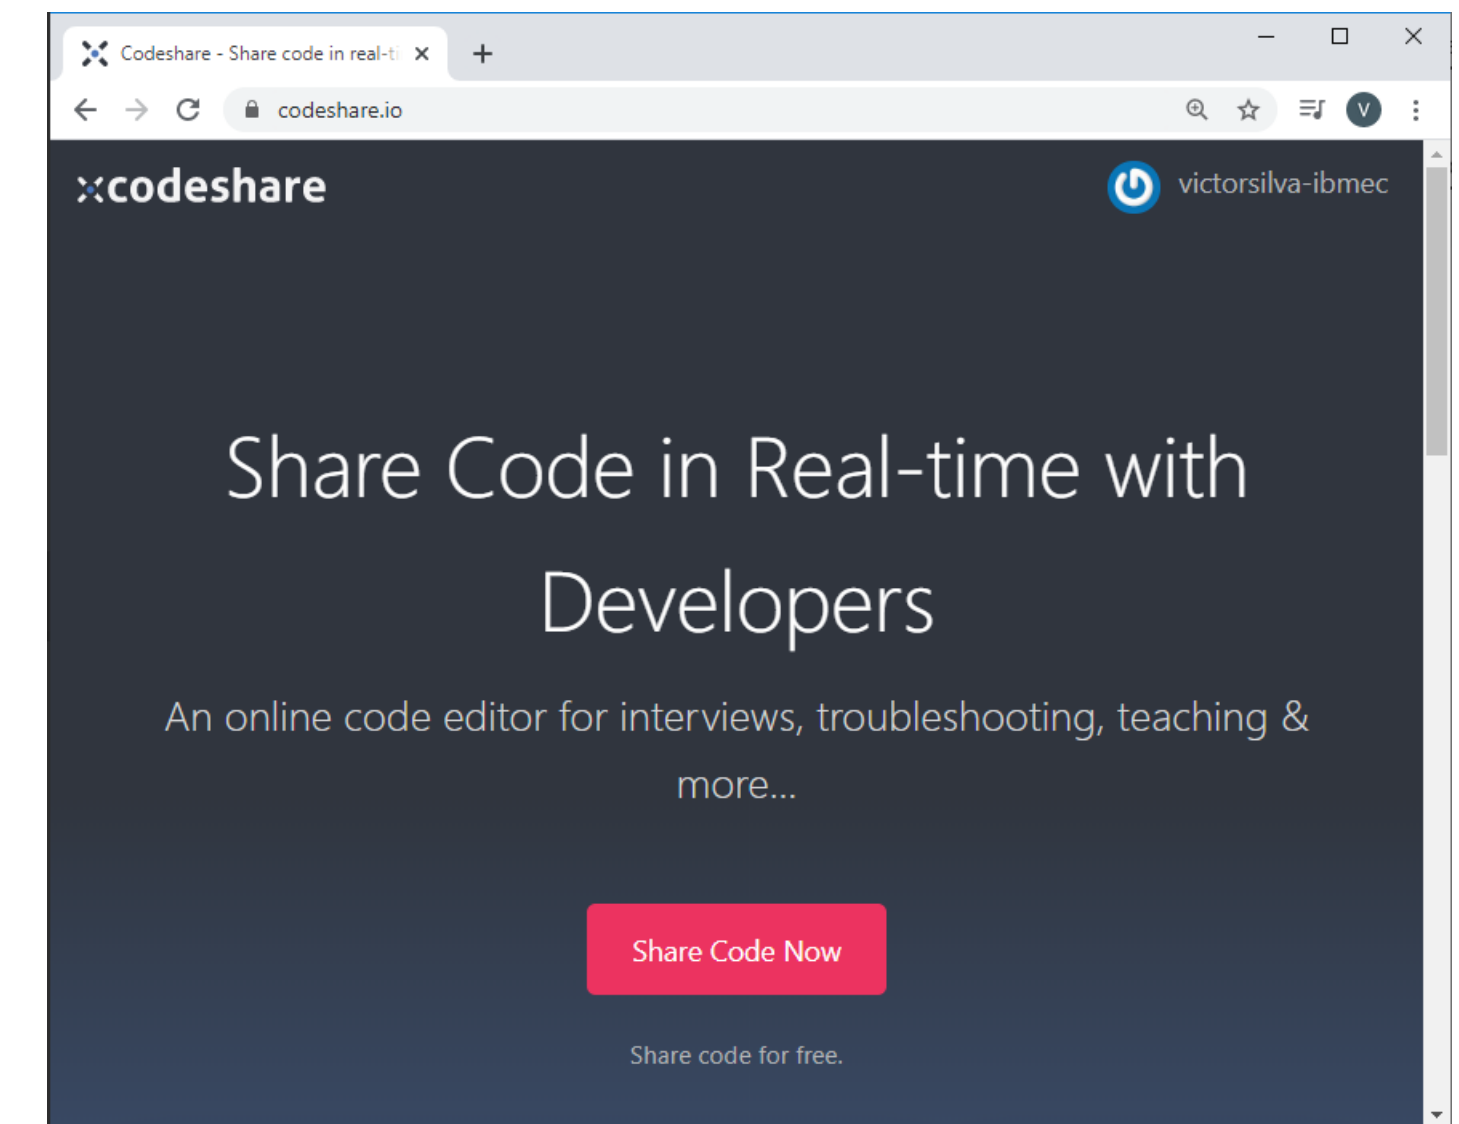 Codeshare - Share code in real-ti
codeshare.io
V
codeshare
victorsilva-ibmec
Share Code in Real-time with
Developers
An online code editor for interviews, troubleshooting, teaching &
more...
Share Code Now
Share code for free.